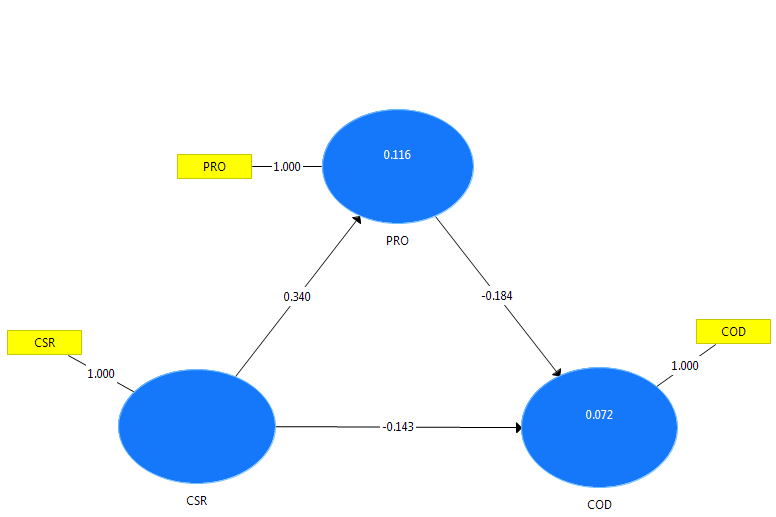 0.116
PRO
1.000
PRO
0.340
-0.184
CSR
COD
1.000
1.000
0.072
-0.143
CSR
COD